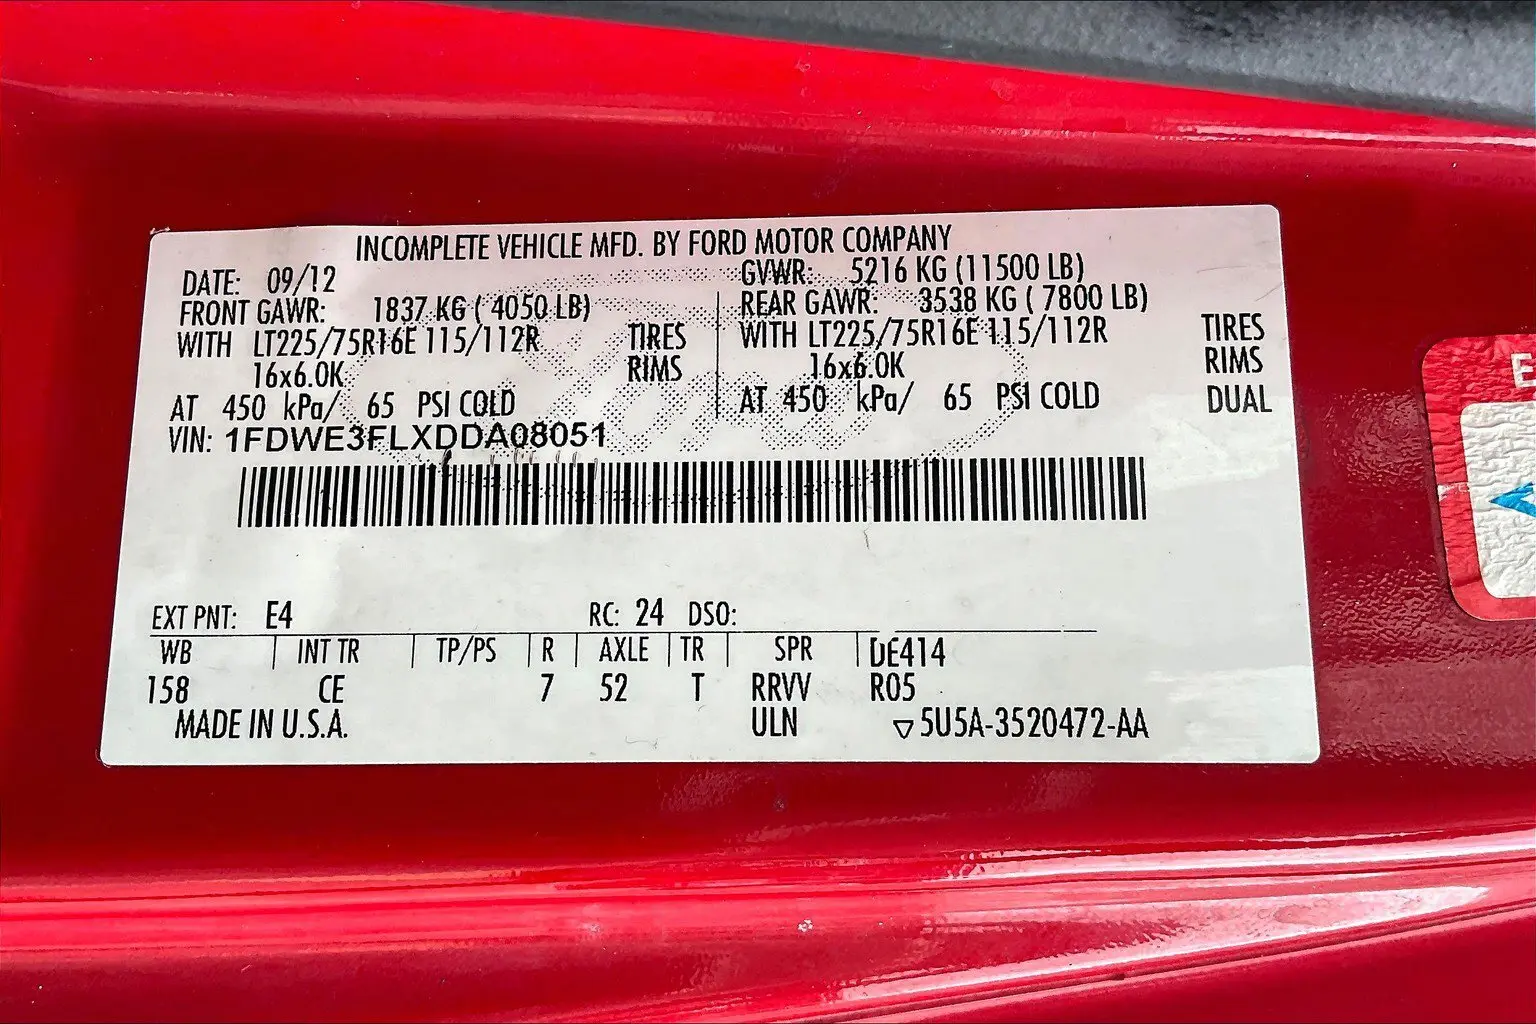 INCOMPLETE VEHICLE MFD. BY FORD MOTOR COMPANY
DATE: 09/12 GVWR: 5216 KG (11500 LB)
FRONT GAWR: 1837 KG ( 4050 LB) REAR GAWR: 3538 KG ( 7800 LB)
WITH LT225/75R16E 115/112R TIRES WITH LT225/75R16E 115/112R TIRES
16x6.0K RIMS 16x6.0K RIMS
AT 450 kPa/ 65 PSI COLD AT 450 kPa/ 65 PSI COLD DUAL
VIN: 1FDWE3FLXDDA08051
EXT PNT: E4 RC: 24 DSO:
WB INT TR TP/PS R AXLE TR SPR DE414
158 CE 7 52 T RRVV R05
MADE IN U.S.A. ULN 5U5A-3520472-AA